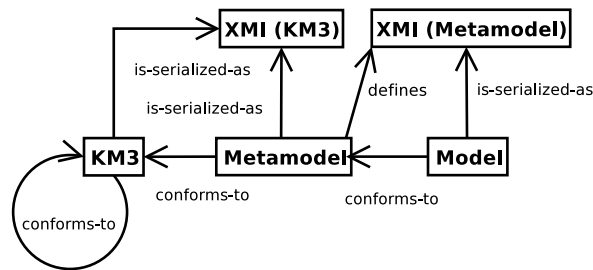 XMI (KM3)
XMI (Metamodel)
is-serialized-as
defines
is-serialized-as
is-serialized-as
KM3
Metamodel
Model
conforms-to
conforms-to
conforms-to